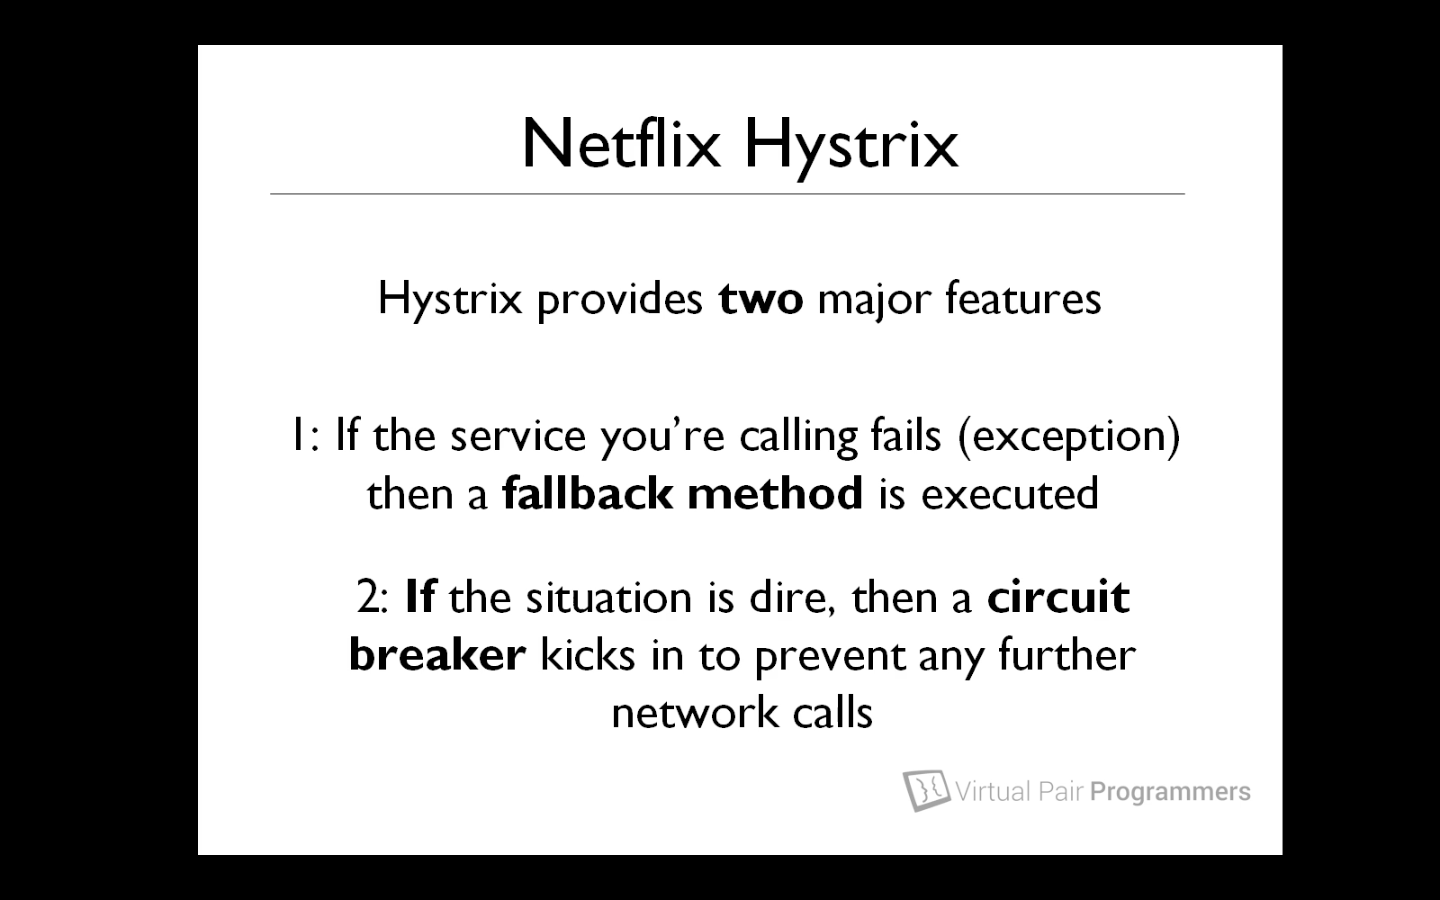 Netflix Hystrix
Hystrix provides two major features
1: If the service you’re calling fails (exception)
then a fallback method is executed
2: If the situation is dire, then a circuit
breaker kicks in to prevent any further
network calls
Virtual Pair Programmers